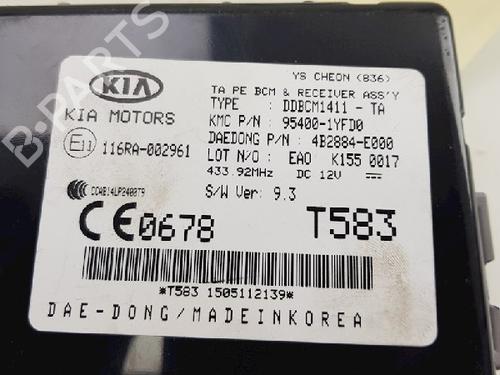 YS CHEON (836)
KIA
TA PE BCM & RECEIVER ASS'Y
TYPE : DDBCM1411 - TA
KIA MOTORS
KMC P/N : 95400-1YFD0
DAEDONG P/N : 4B2884-E000
E11 116RA-002961
LOT N/O : EAO K155 0017
433.92MHz DC 12V
CCAB14LP2400T9
S/W Ver: 9.3
CE0678 T583
*T583 1505112139*
DAE-DONG/MADEINKOREA